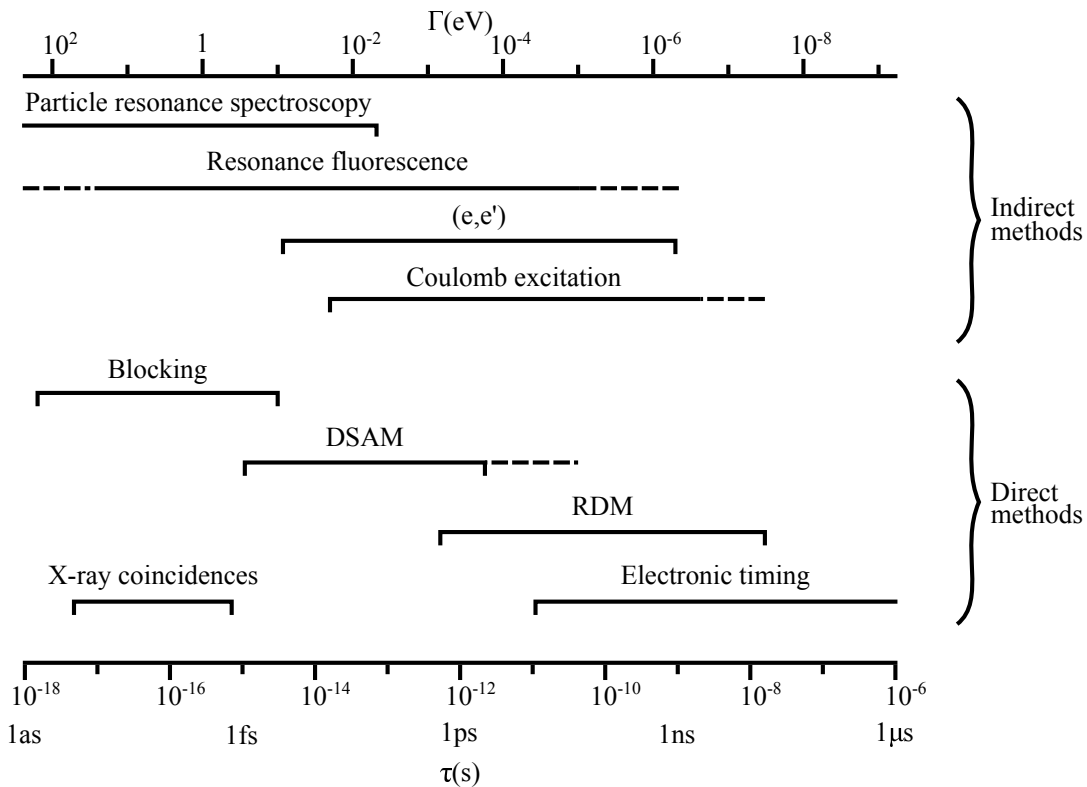 Γ(eV)
10² 1 10⁻² 10⁻⁴ 10⁻⁶ 10⁻⁸
Particle resonance spectroscopy
Resonance fluorescence
(e,e')
Coulomb excitation
Indirect
methods
Blocking
DSAM
RDM
X-ray coincidences
Electronic timing
Direct
methods
10⁻¹⁸ 10⁻¹⁶ 10⁻¹⁴ 10⁻¹² 10⁻¹⁰ 10⁻⁸ 10⁻⁶
1as 1fs 1ps 1ns 1μs
τ(s)